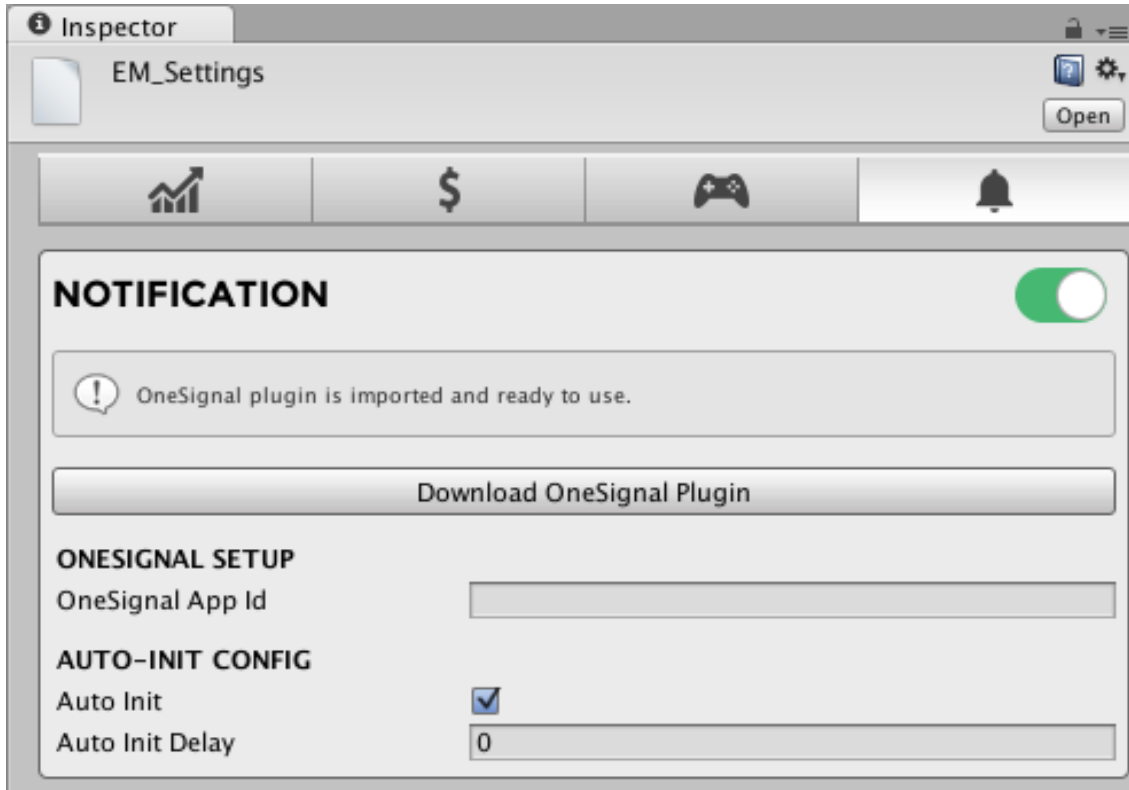 Inspector
EM_Settings
Open
$
NOTIFICATION
OneSignal plugin is imported and ready to use.
Download OneSignal Plugin
ONESIGNAL SETUP
OneSignal App Id
AUTO-INIT CONFIG
Auto Init
Auto Init Delay 0